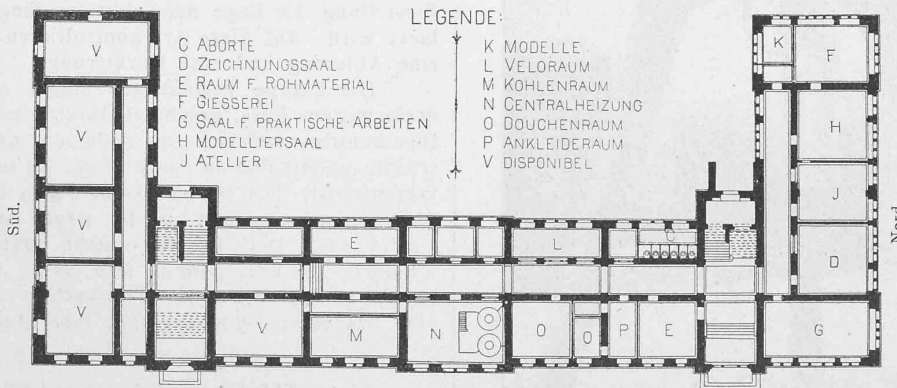 LEGENDE:
C ABORTE
D ZEICHNUNGSSAAL
E RAUM F. ROHMATERIAL
F GIESSEREI
G SAAL F. PRAKTISCHE ARBEITEN
H MODELLIERSAAL
J ATELIER
K MODELLE
L VELORAUM
M KOHLENRAUM
N CENTRALHEIZUNG
O DOUCHENRAUM
P ANKLEIDERAUM
V DISPONIBEL
V
K
F
V
H
V
J
Süd.
Nord
E
C
D
V
V
M
N
O
O
P
E
G